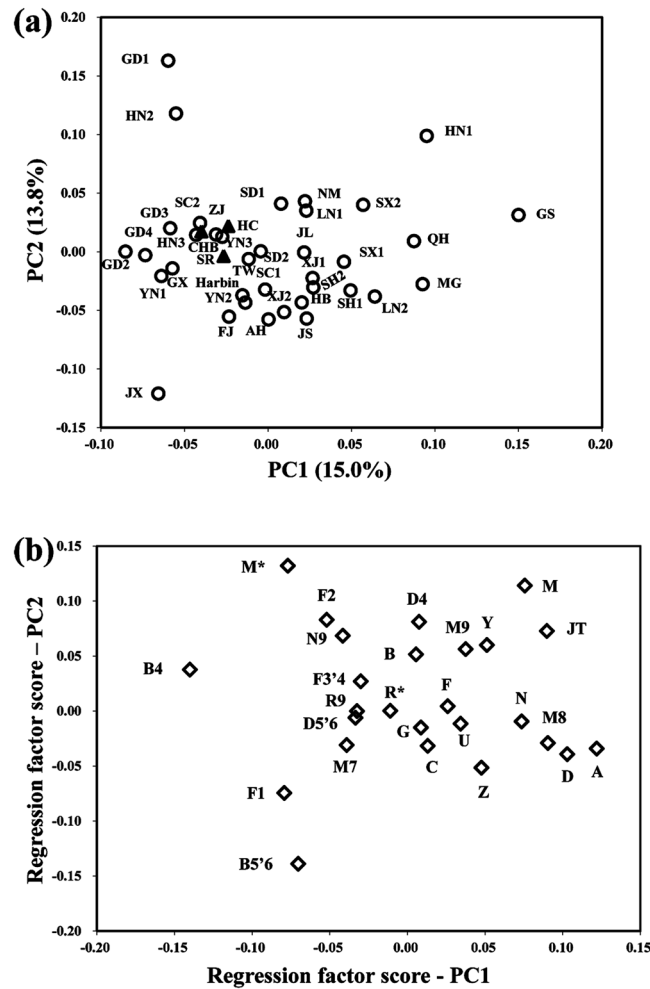 (a)
PC2 (13.8%)
0.20
0.15
0.10
0.05
0.00
-0.05
-0.10
-0.15
GD1
HN2
HN1
SC2
ZJ
SD1
NM
SX2
GS
GD3
HC
LN1
GD4
HN3
CHB
YN3
JL
QH
GD2
SR
TW
SD2
XJ1
SX1
YN1
GX
Harbin
SC1
SH2
MG
YN2
XJ2
HB
SH1
LN2
FJ
AH
JS
JX
-0.10
-0.05
0.00
0.05
0.10
0.15
0.20
PC1 (15.0%)
(b)
Regression factor score – PC2
0.15
0.10
0.05
0.00
-0.05
-0.10
-0.15
-0.20
M*
M
F2
D4
N9
M9
Y
JT
B
B4
F3’4
R9
R*
F
N
D5’6
G
U
M8
M7
C
D
A
F1
Z
B5’6
-0.20
-0.15
-0.10
-0.05
0.00
0.05
0.10
0.15
Regression factor score - PC1